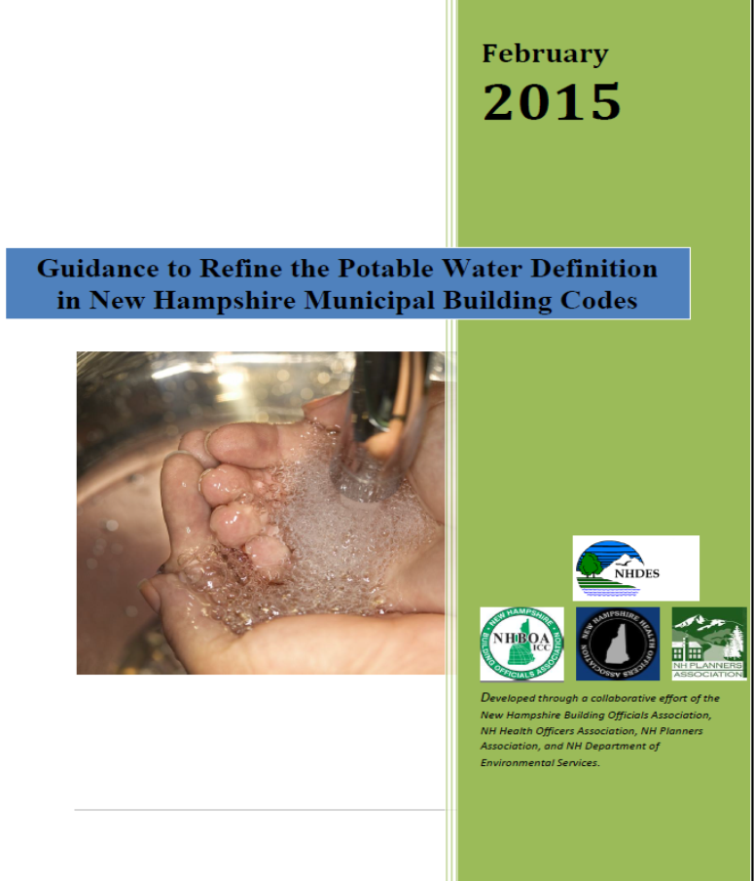 February
2015
Guidance to Refine the Potable Water Definition
in New Hampshire Municipal Building Codes
NHDES
NEW HAMPSHIRE
NHBOA
ICC
BUILDING OFFICIALS ASSOCIATION
NEW HAMPSHIRE HEALTH
OFFICERS ASSOCIATION
NH PLANNERS
ASSOCIATION
Developed through a collaborative effort of the
New Hampshire Building Officials Association,
NH Health Officers Association, NH Planners
Association, and NH Department of
Environmental Services.